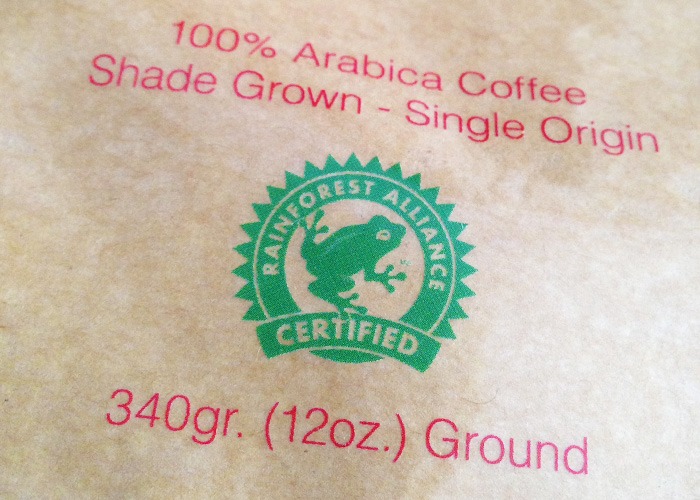 100% Arabica Coffee
Shade Grown - Single Origin
RAINFOREST ALLIANCE
CERTIFIED
340gr. (12oz.) Ground